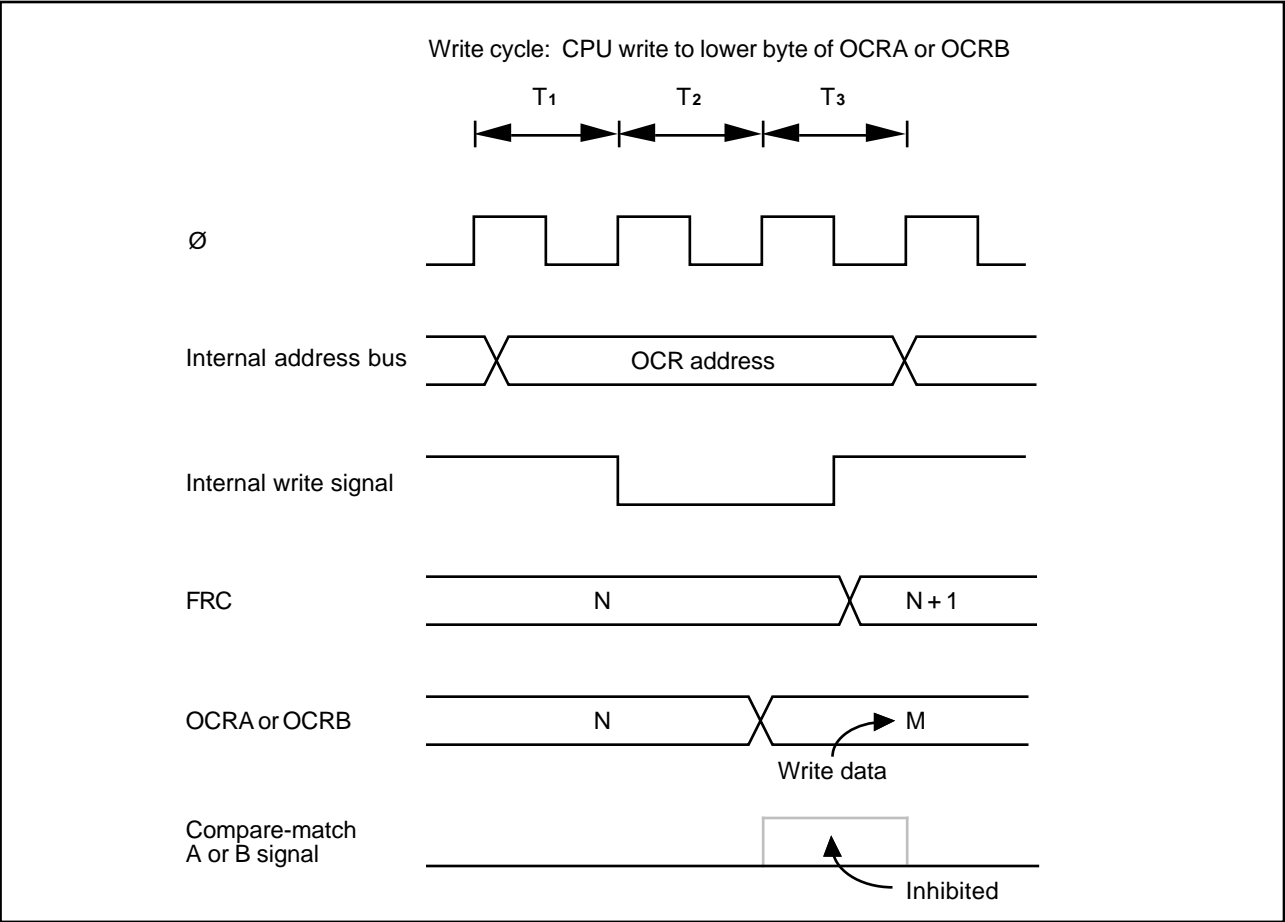 Write cycle: CPU write to lower byte of OCRA or OCRB
T1 T2 T3
Ø
Internal address bus OCR address
Internal write signal
FRC N N + 1
OCRA or OCRB N M
Write data
Compare-match
A or B signal
Inhibited